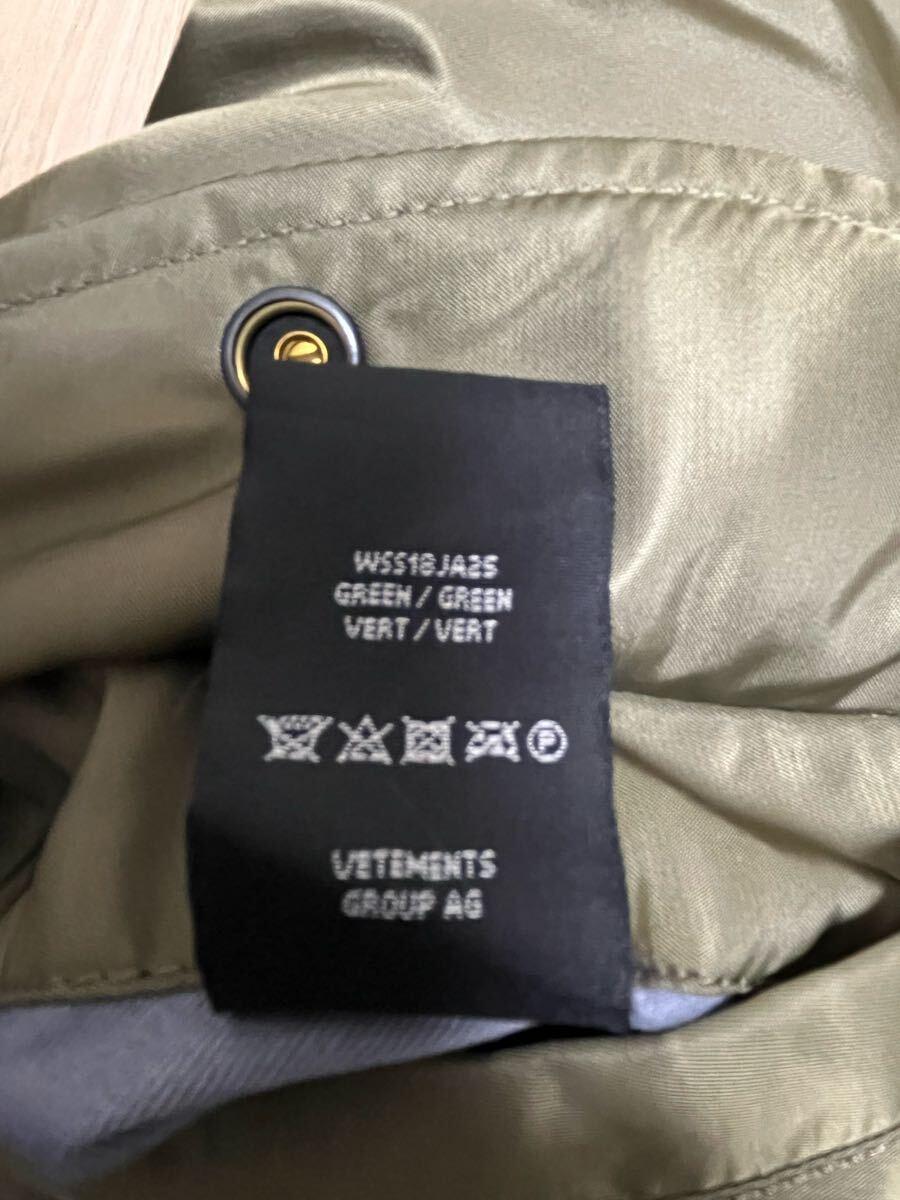 WSS18JA25
GREEN / GREEN
VERT / VERT
P
VETEMENTS
GROUP AG